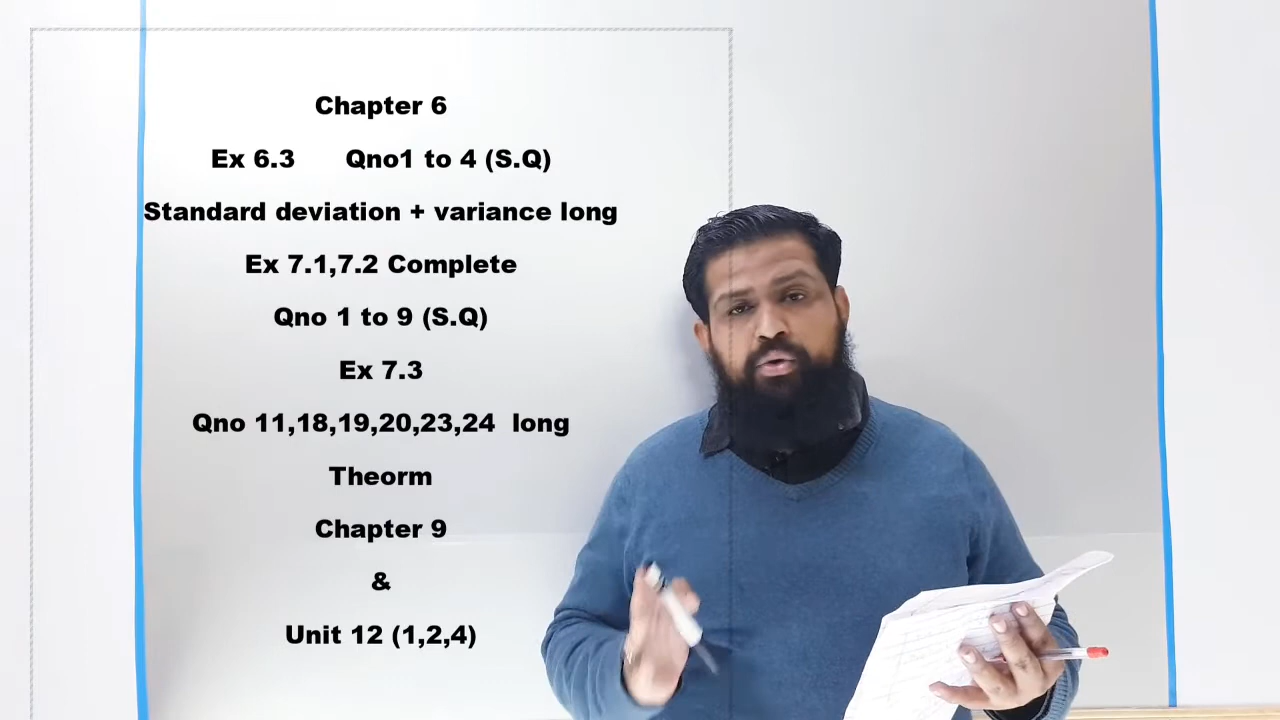 Chapter 6
Ex 6.3 Qno1 to 4 (S.Q)
Standard deviation + variance long
Ex 7.1,7.2 Complete
Qno 1 to 9 (S.Q)
Ex 7.3
Qno 11,18,19,20,23,24 long
Theorm
Chapter 9
&
Unit 12 (1,2,4)